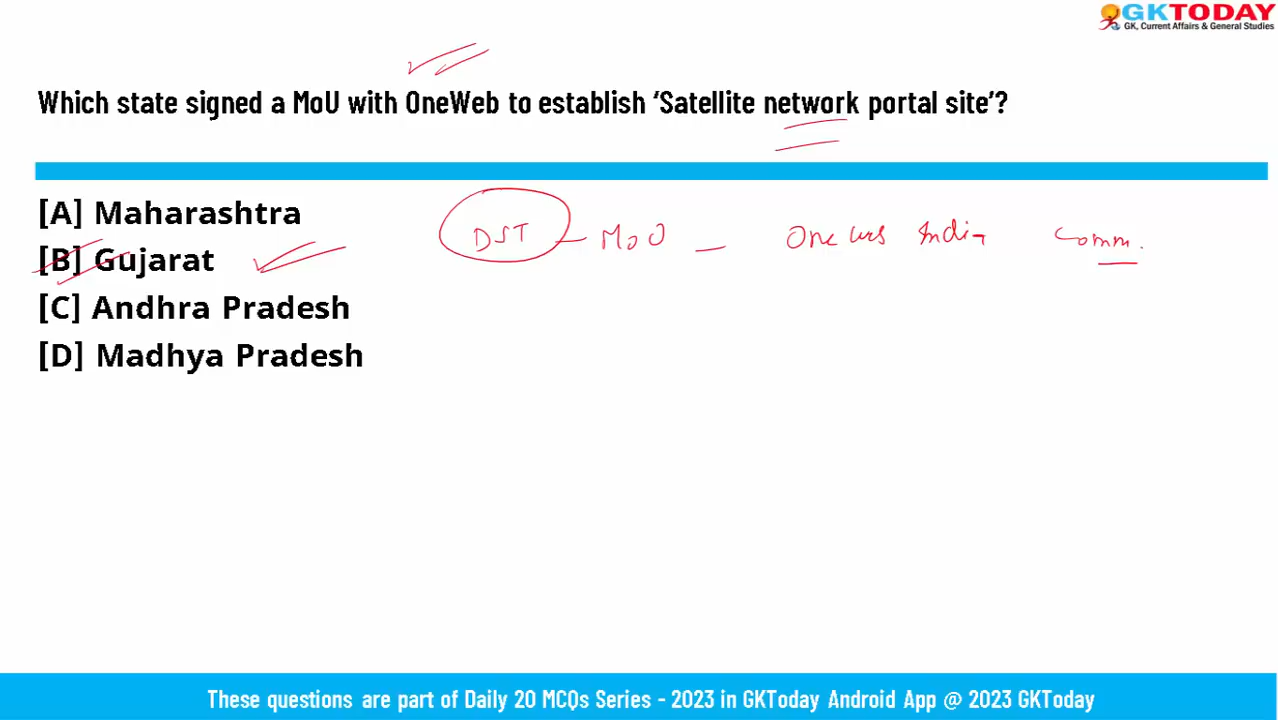 GKTODAY
GK, Current Affairs & General Studies
Which state signed a MoU with OneWeb to establish ‘Satellite network portal site’?
[A] Maharashtra
[B] Gujarat
[C] Andhra Pradesh
[D] Madhya Pradesh
DST – MoU – One India Comm.
These questions are part of Daily 20 MCQs Series - 2023 in GKToday Android App @ 2023 GKToday